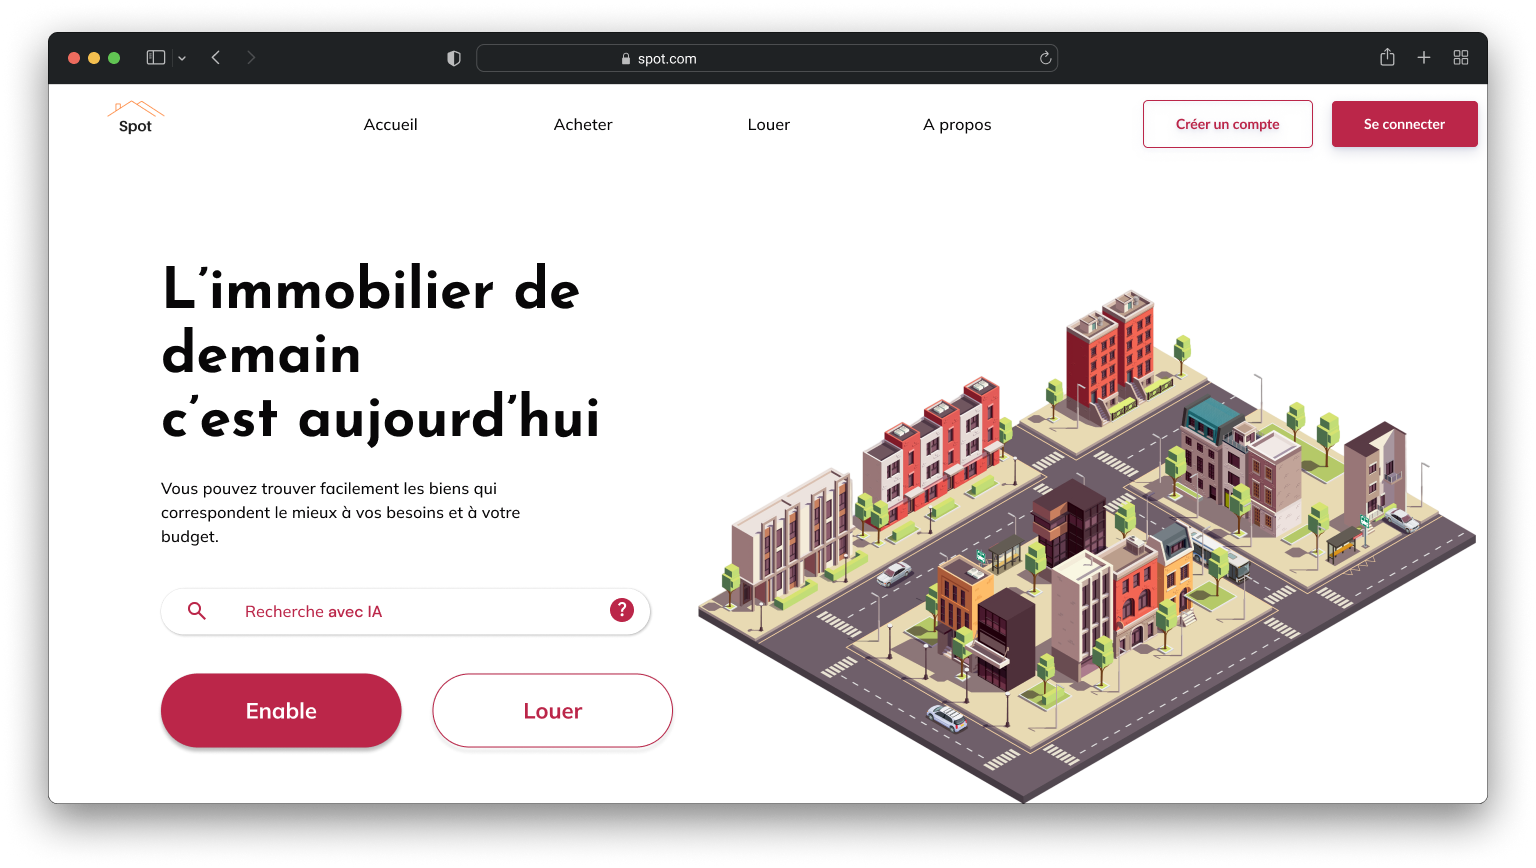 spot.com
Spot
Accueil
Acheter
Louer
A propos
Créer un compte
Se connecter
L’immobilier de
demain
c’est aujourd’hui
Vous pouvez trouver facilement les biens qui
correspondent le mieux à vos besoins et à votre
budget.
Recherche avec IA
?
Enable
Louer